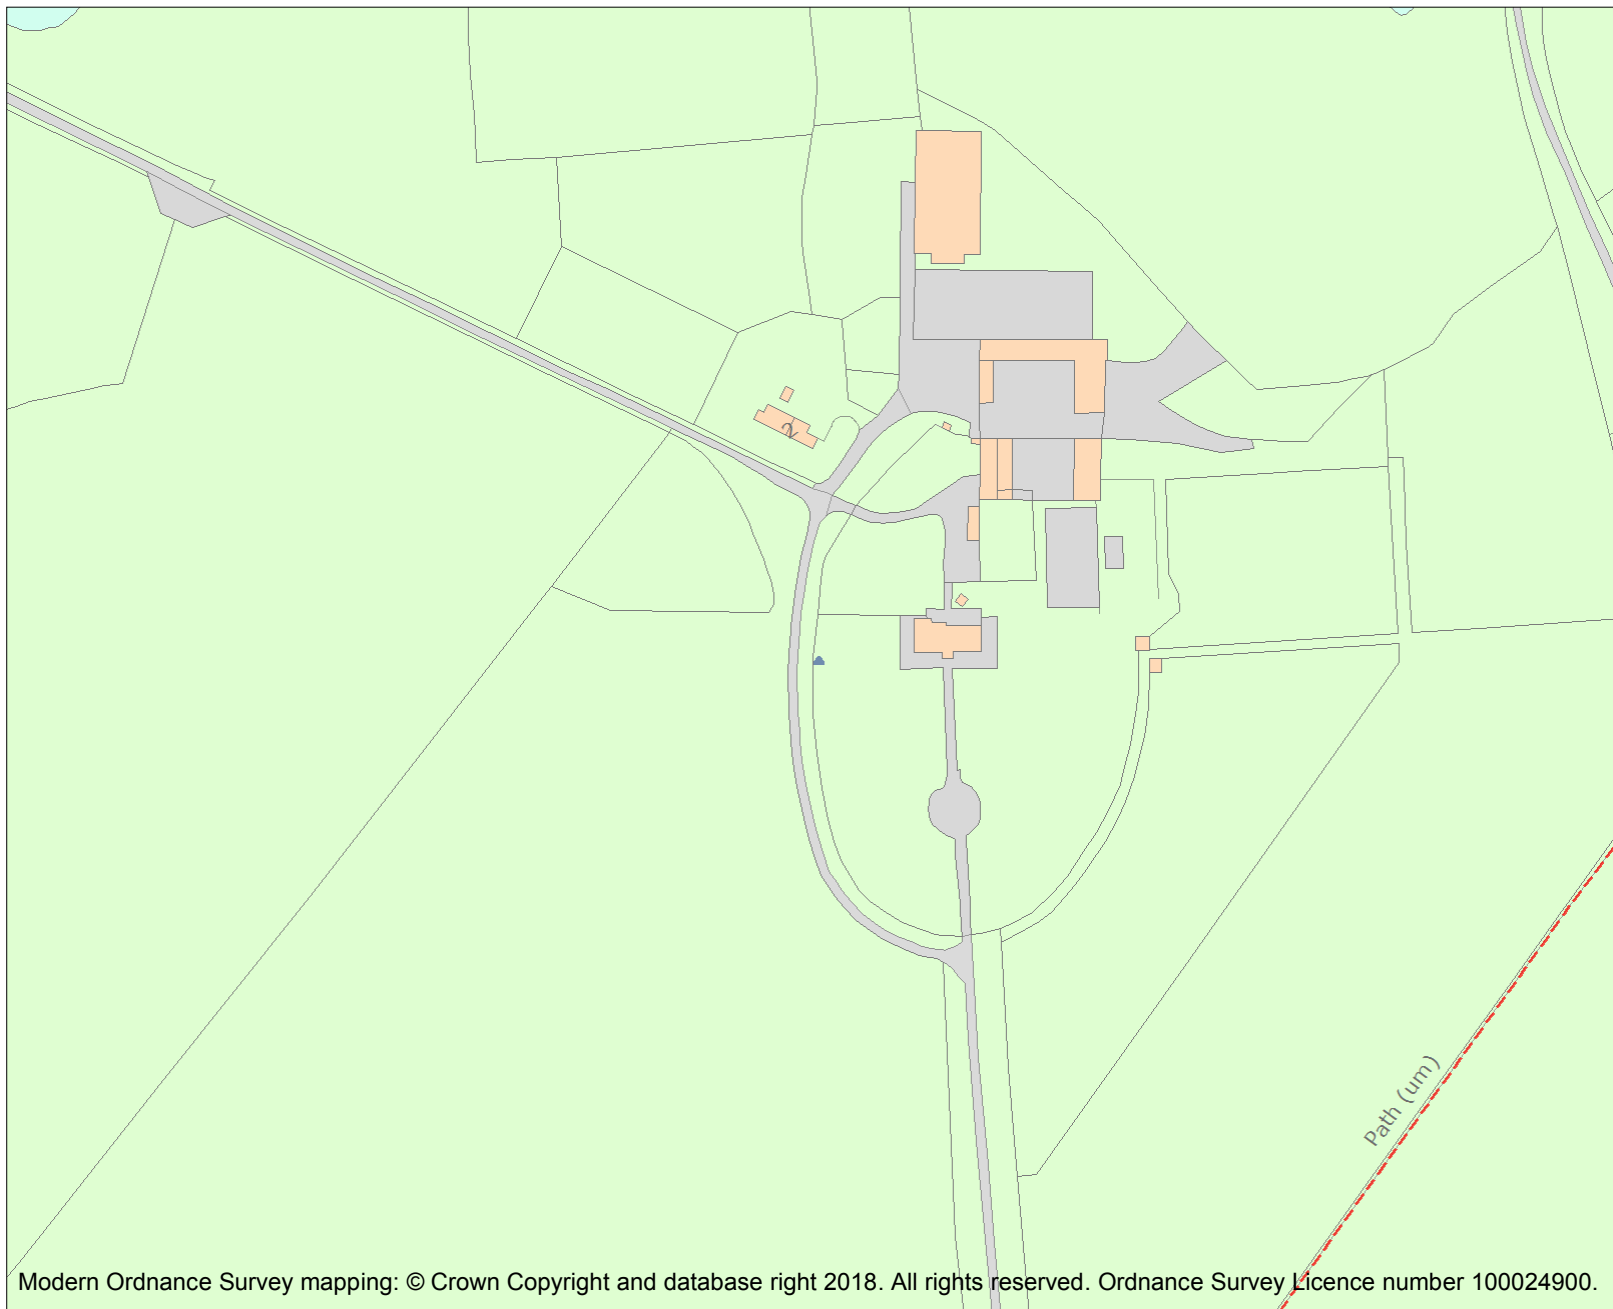 2
Path (um)
Modern Ordnance Survey mapping: © Crown Copyright and database right 2018. All rights reserved. Ordnance Survey Licence number 100024900.